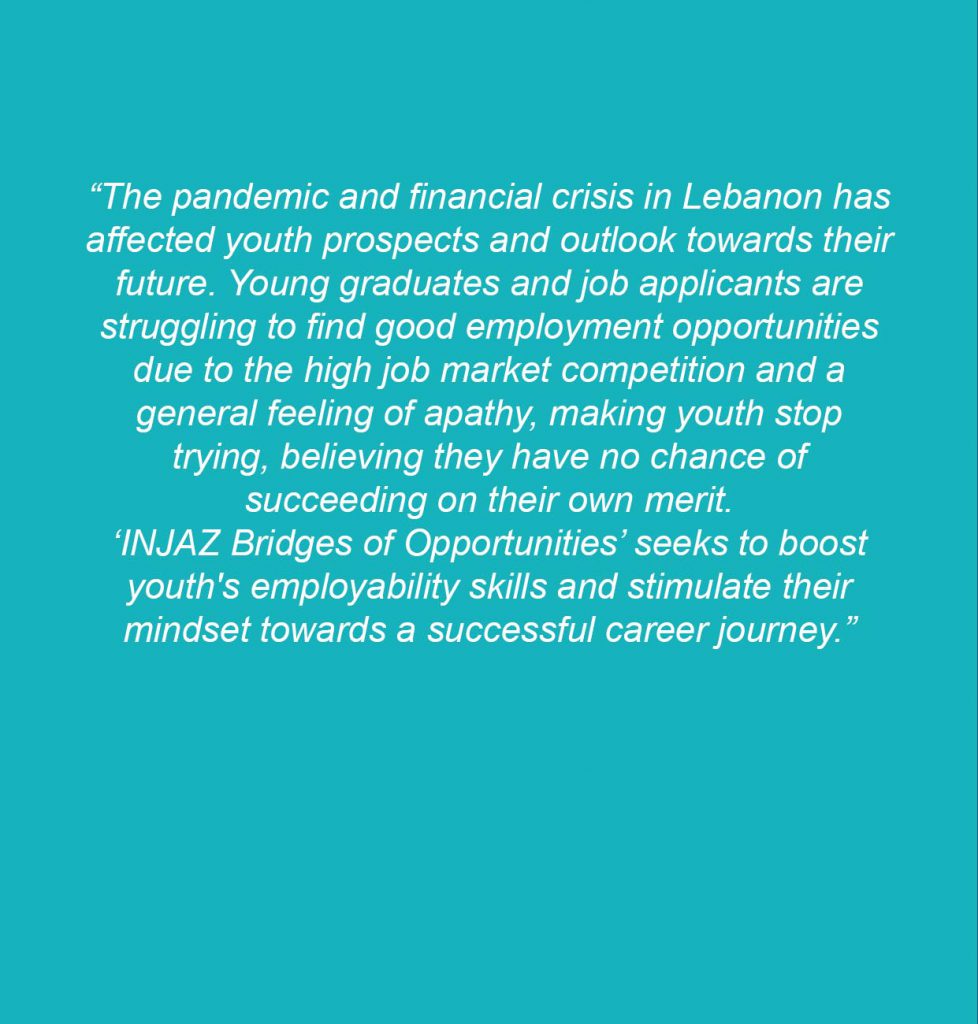 “The pandemic and financial crisis in Lebanon has
affected youth prospects and outlook towards their
future. Young graduates and job applicants are
struggling to find good employment opportunities
due to the high job market competition and a
general feeling of apathy, making youth stop
trying, believing they have no chance of
succeeding on their own merit.
‘INJAZ Bridges of Opportunities’ seeks to boost
youth's employability skills and stimulate their
mindset towards a successful career journey.”